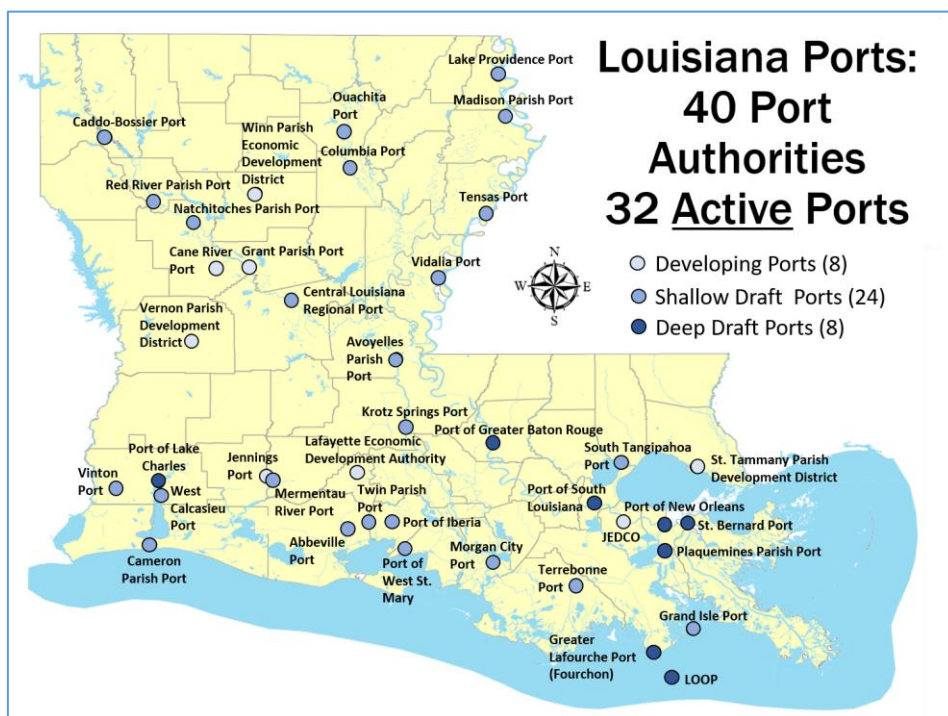 Louisiana Ports:
40 Port
Authorities
32 Active Ports
N
W
E
S
Developing Ports (8)
Shallow Draft Ports (24)
Deep Draft Ports (8)
Lake Providence Port
Madison Parish Port
Ouachita
Port
Caddo-Bossier Port
Winn Parish
Economic
Development
District
Columbia Port
Red River Parish Port
Natchitoches Parish Port
Tensas Port
Cane River
Port
Grant Parish Port
Vidalia Port
Central Louisiana
Regional Port
Vernon Parish
Development
District
Avoyelles
Parish
Port
Krotz Springs Port
Port of Greater Baton Rouge
Port of Lake
Charles
Jennings
Port
Lafayette Economic
Development Authority
South Tangipahoa
Port
St. Tammany Parish
Development District
Vinton
Port
West
Calcasieu
Port
Mermentau
River Port
Twin Parish
Port
Port of South
Louisiana
Port of New Orleans
Port of Iberia
JEDCO
St. Bernard Port
Abbeville
Port
Plaquemines Parish Port
Cameron
Parish Port
Port of
West St.
Mary
Morgan City
Port
Terrebonne
Port
Grand Isle Port
Greater
Lafourche Port
(Fourchon)
LOOP